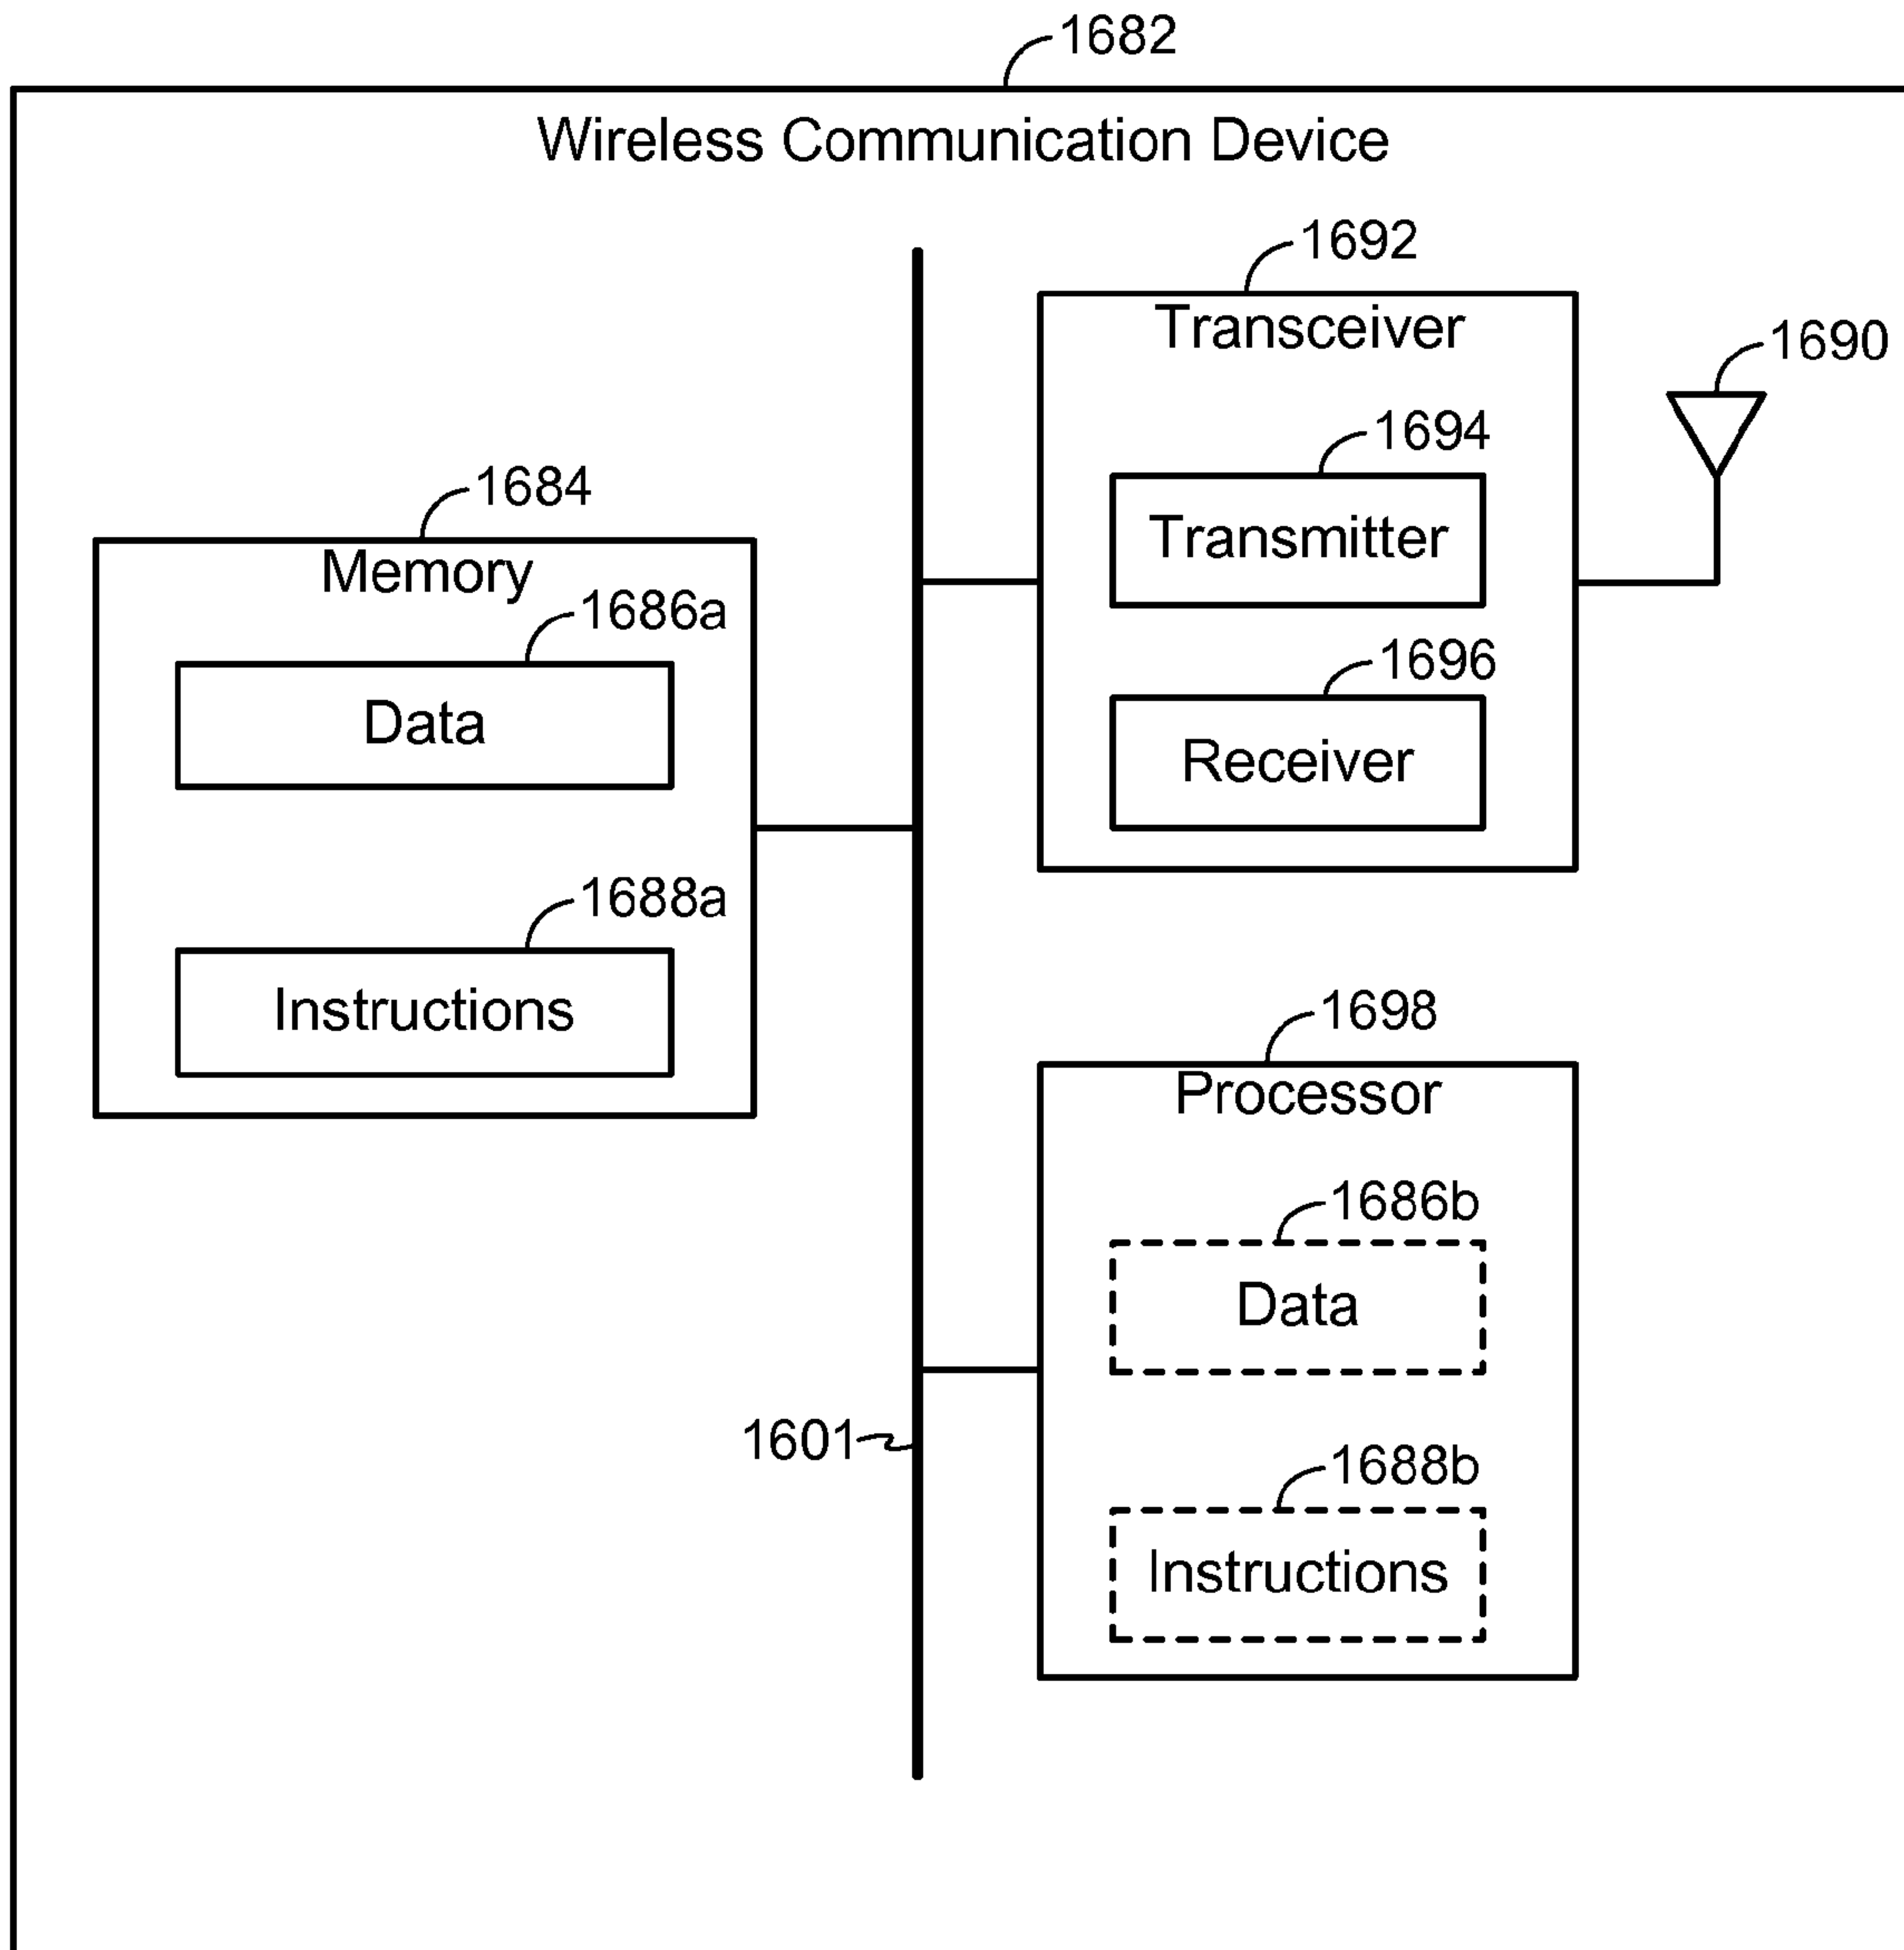 1682
Wireless Communication Device
1692
Transceiver
1690
1694
Transmitter
1684
Memory
1686a
Data
1696
Receiver
1688a
Instructions
1698
Processor
1686b
Data
1601
1688b
Instructions